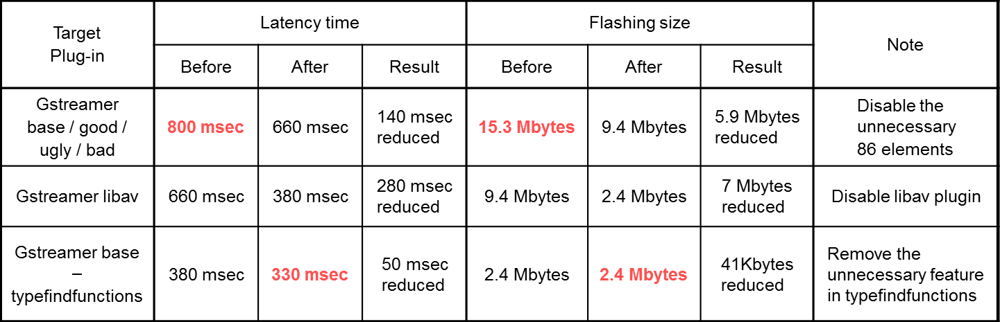 Target
Plug-in
Latency time
Flashing size
Note
Before
After
Result
Before
After
Result
Gstreamer
base / good /
ugly / bad
800 msec
660 msec
140 msec
reduced
15.3 Mbytes
9.4 Mbytes
5.9 Mbytes
reduced
Disable the
unnecessary
86 elements
Gstreamer libav
660 msec
380 msec
280 msec
reduced
9.4 Mbytes
2.4 Mbytes
7 Mbytes
reduced
Disable libav plugin
Gstreamer base
–
typefindfunctions
380 msec
330 msec
50 msec
reduced
2.4 Mbytes
2.4 Mbytes
41Kbytes
reduced
Remove the
unnecessary feature
in typefindfunctions